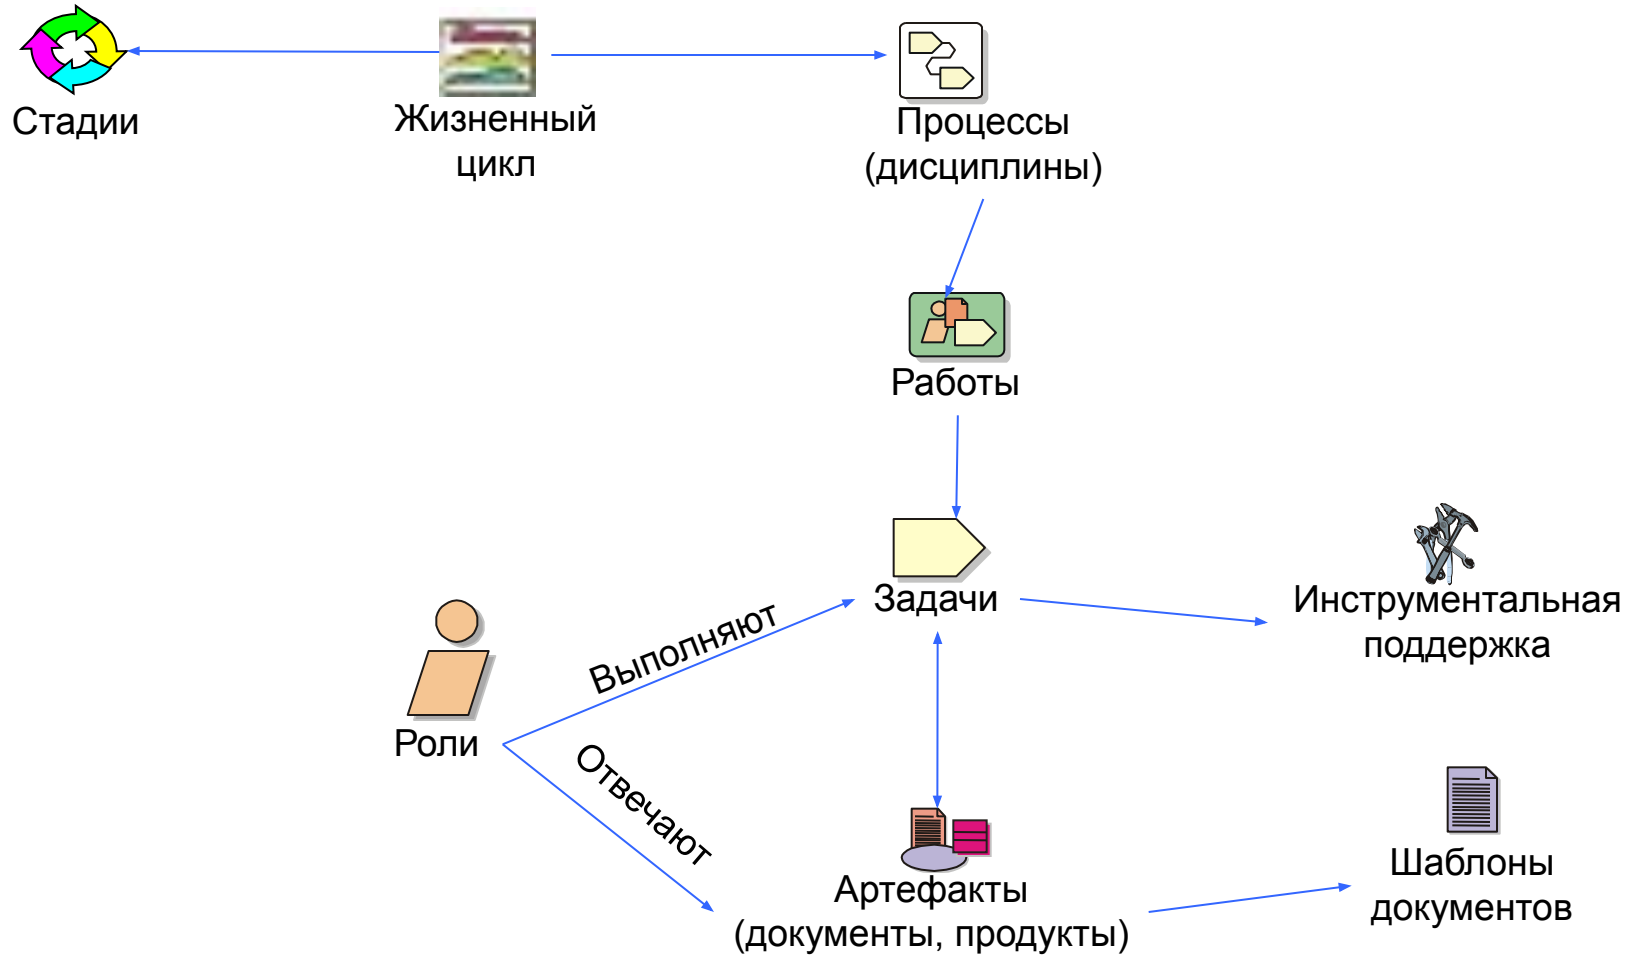 Стадии
Жизненный
цикл
Процессы
(дисциплины)
Работы
Задачи
Инструментальная
поддержка
Выполняют
Роли
Отвечают
Артефакты
(документы, продукты)
Шаблоны
документов